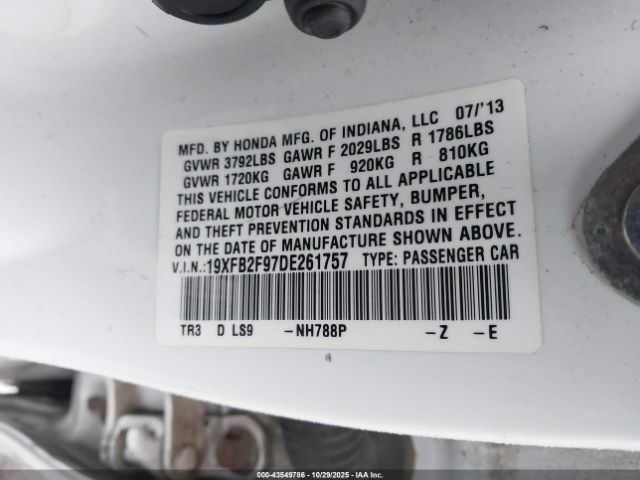 MFD. BY HONDA MFG. OF INDIANA, LLC 07/'13
GVWR 3792LBS GAWR F 2029LBS R 1786LBS
GVWR 1720KG GAWR F 920KG R 810KG
THIS VEHICLE CONFORMS TO ALL APPLICABLE
FEDERAL MOTOR VEHICLE SAFETY, BUMPER,
AND THEFT PREVENTION STANDARDS IN EFFECT
ON THE DATE OF MANUFACTURE SHOWN ABOVE.
V.I.N.:19XFB2F97DE261757 TYPE: PASSENGER CAR
TR3 D LS9 -NH788P -Z -E
000-43549786 - 10/29/2025 - IAA Inc.